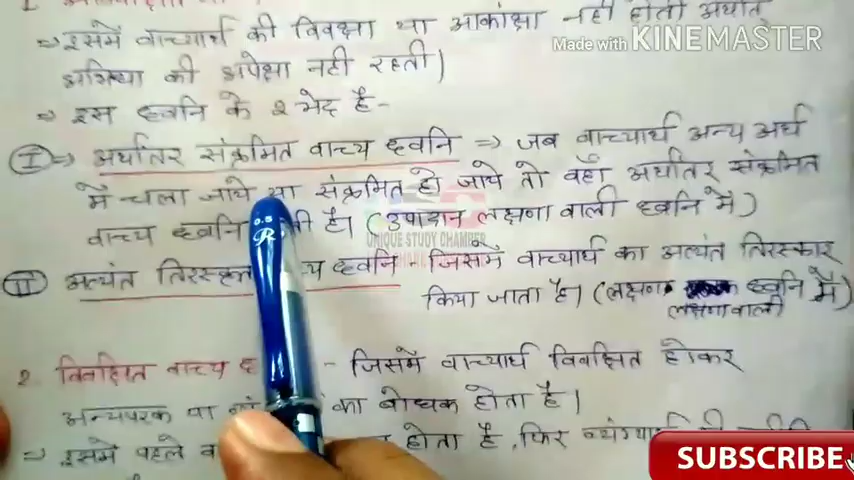 ⇒ इसमें वाच्यार्थ की विवक्षा या आकांक्षा नही होती अर्थात्
Made with KINEMASTER
अभिधा की अपेक्षा नही रहती।
⇒ इस ध्वनि के २ भेद है-
I ⇒ अर्थांतर संक्रमित वाच्य ध्वनि ⇒ जब वाच्यार्थ अन्य अर्थ
में चला जाये या संक्रमित हो जाये तो वहाँ अर्थांतर संक्रमित
वाच्य ध्वनि है। (उपादान लक्षणा वाली ध्वनि में)
UNIQUE STUDY CHAMBER
II अत्यंत तिरस्कृत ध्वनि - जिसमें वाच्यार्थ का अत्यंत तिरस्कार
किया जाता है। (लक्षण ध्वनि में)
लक्षणावाली
2. विवक्षित वाच्य - जिसमें वाच्यार्थ विवक्षित होकर
अन्यपरक या का बोधक होता है।
⇒ इसमें पहले होता है, फिर
SUBSCRIBE